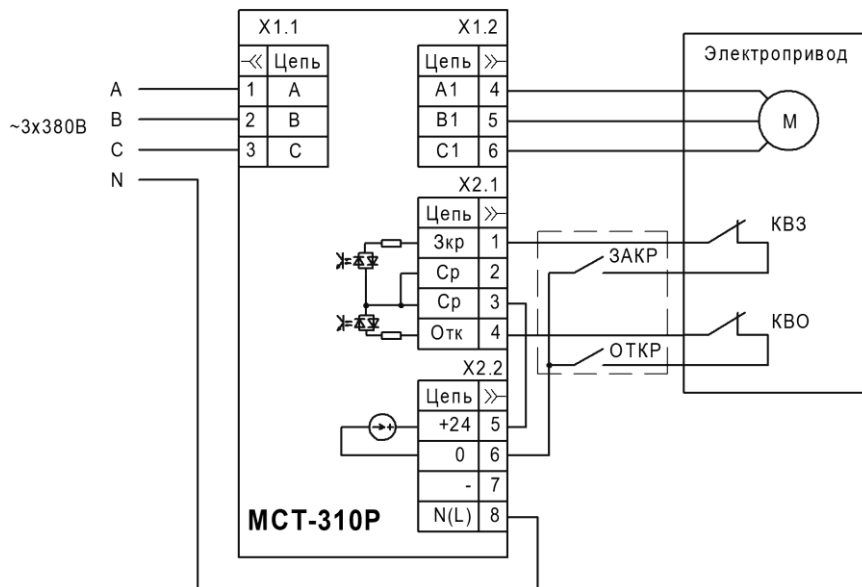 X1.1
X1.2
Цепь
Цепь
Электропривод
A
1
A
A1
4
~3x380В
B
2
B
B1
5
M
C
3
C
C1
6
N
X2.1
Цепь
Зкр
1
КВЗ
Ср
2
ЗАКР
Ср
3
Отк
4
КВО
ОТКР
X2.2
Цепь
+24
5
0
6
-
7
МСТ-310Р
N(L)
8